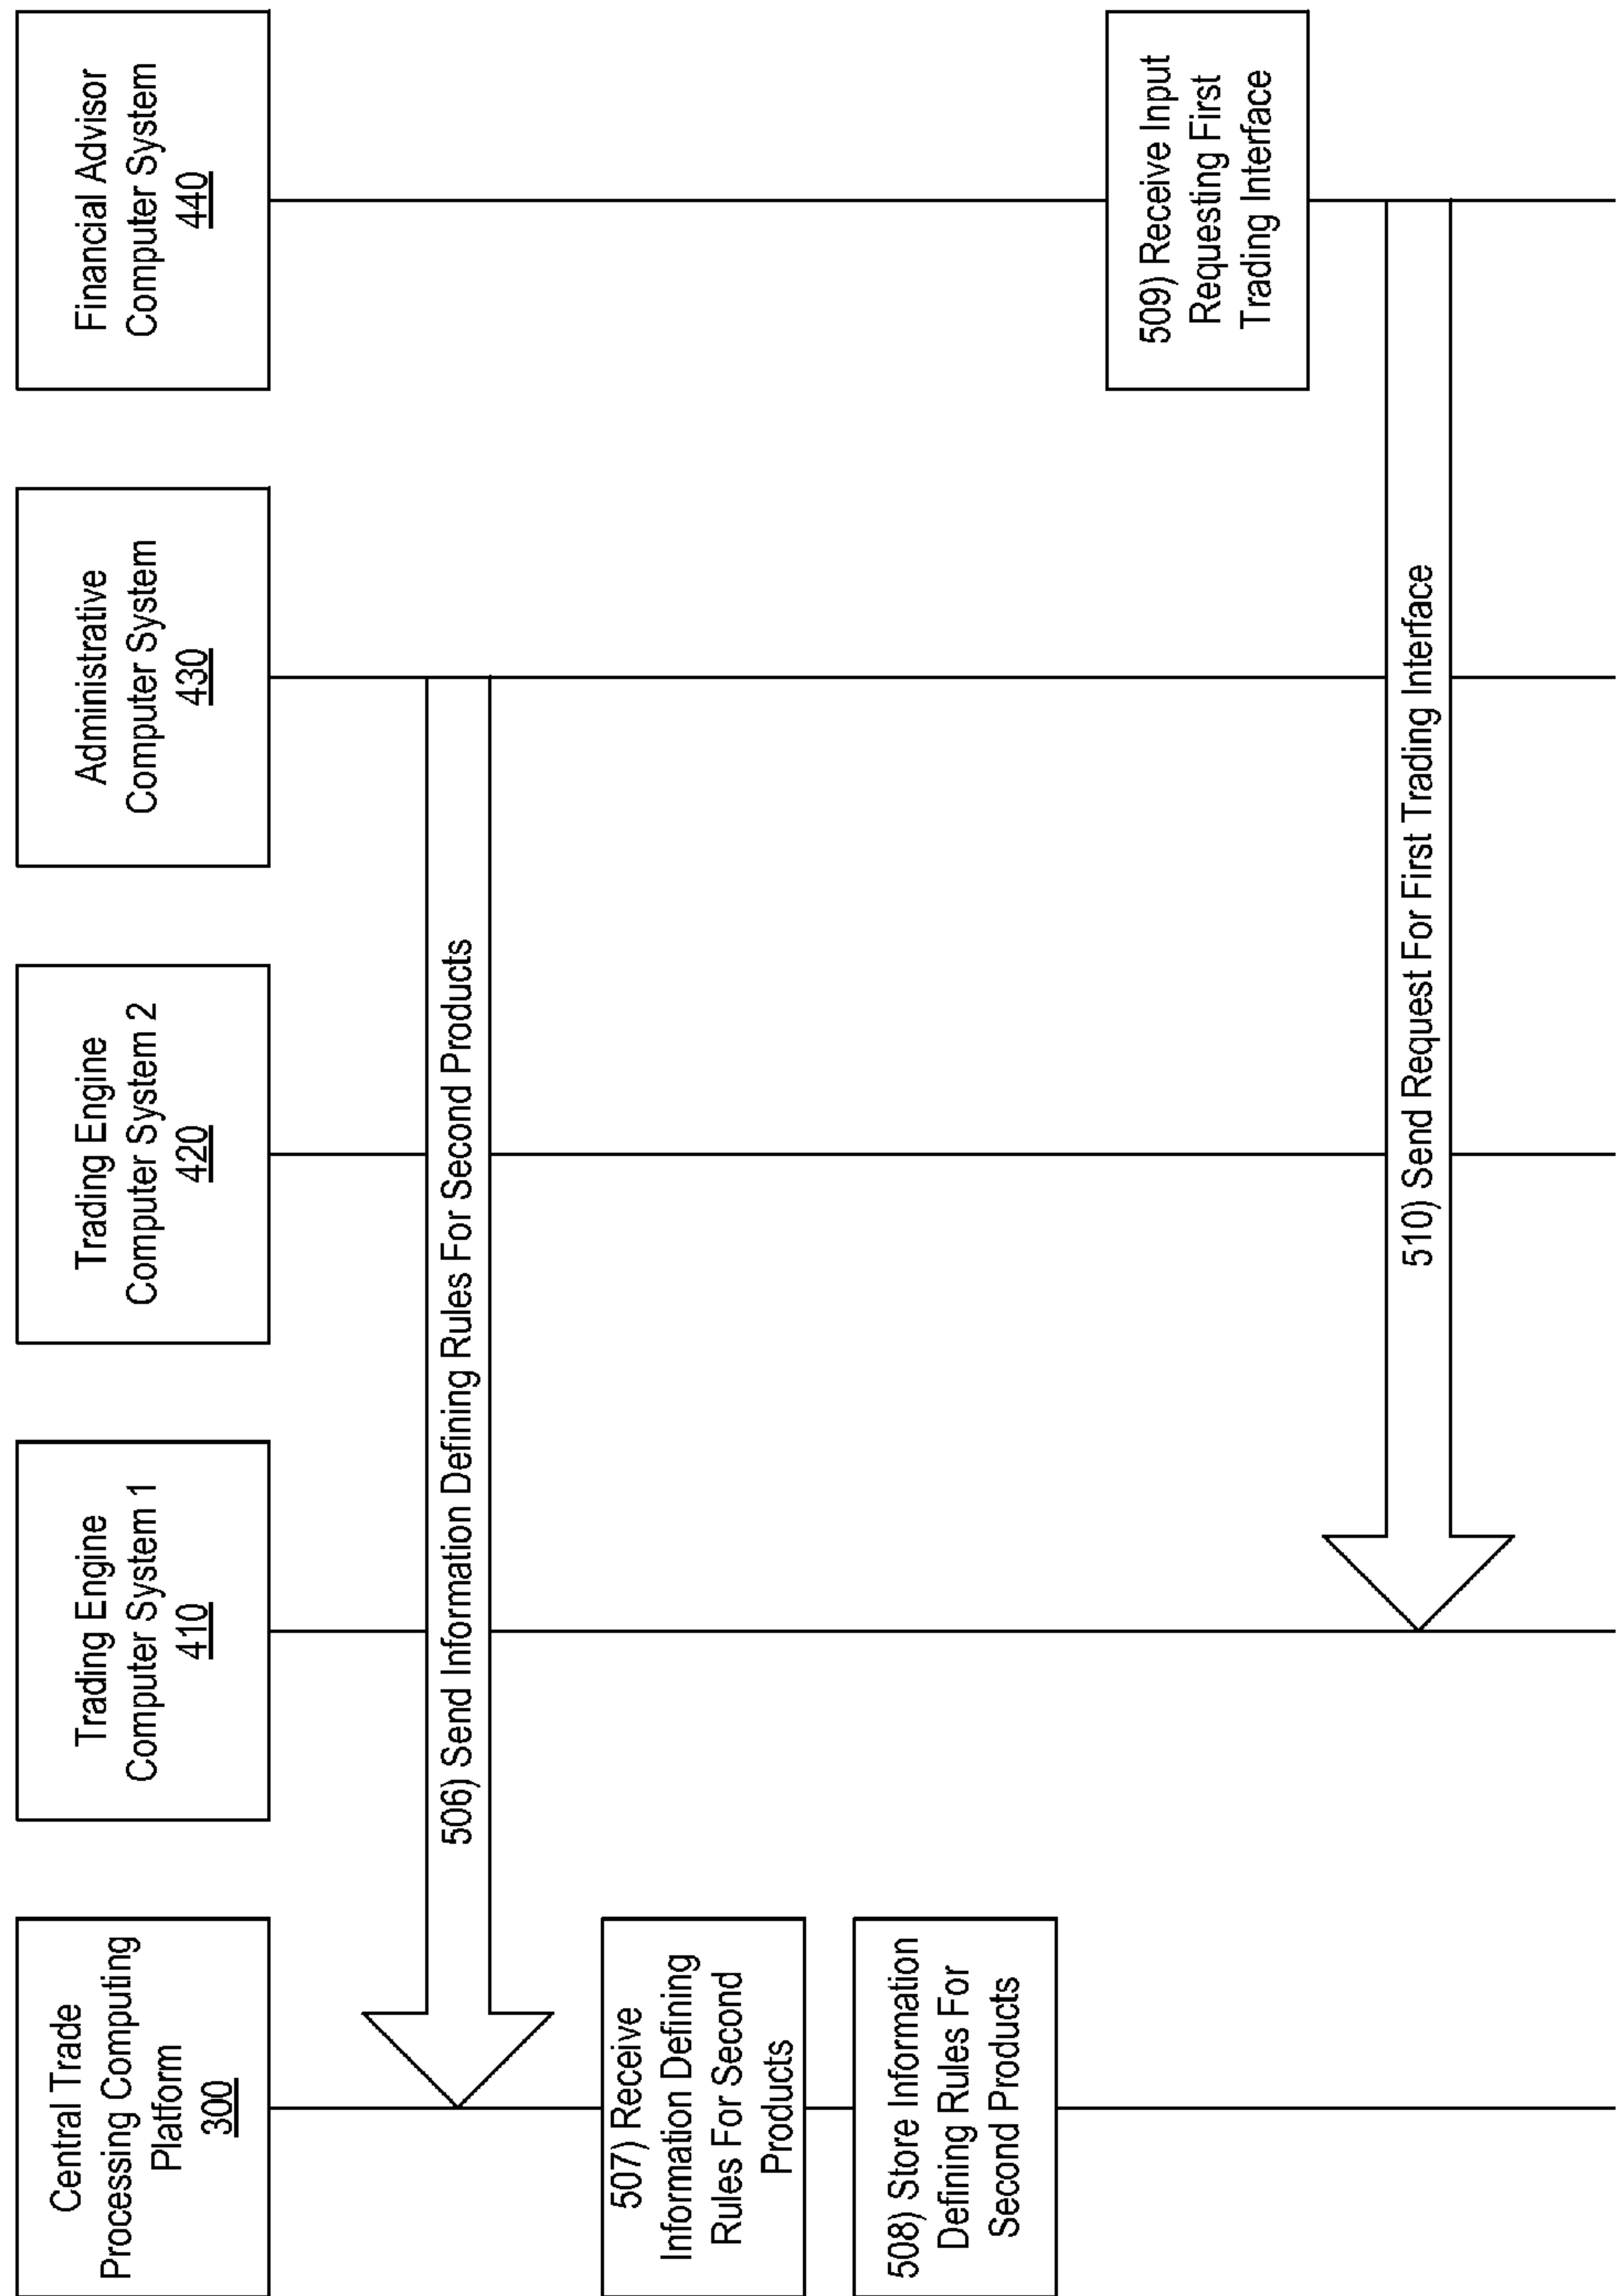 Central Trade
Processing Computing
Platform
300
Trading Engine
Computer System 1
410
Trading Engine
Computer System 2
420
Administrative
Computer System
430
Financial Advisor
Computer System
440
506) Send Information Defining Rules For Second Products
507) Receive
Information Defining
Rules For Second
Products
508) Store Information
Defining Rules For
Second Products
509) Receive Input
Requesting First
Trading Interface
510) Send Request For First Trading Interface